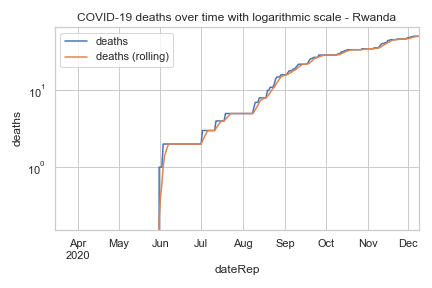 COVID-19 deaths over time with logarithmic scale - Rwanda
deaths
deaths (rolling)
10¹
10⁰
deaths
Apr May Jun Jul Aug Sep Oct Nov Dec
2020
dateRep